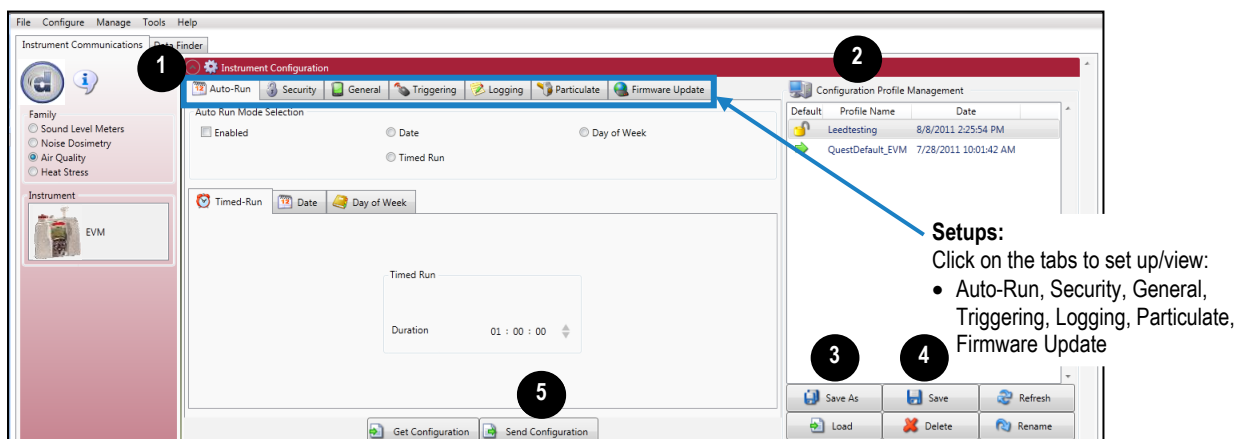 File Configure Manage Tools Help
Instrument Communications Data Finder
1
Instrument Configuration
2
Auto-Run Security General Triggering Logging Particulate Firmware Update
Configuration Profile Management
Auto Run Mode Selection
Enabled
Date
Day of Week
Timed Run
Family
Sound Level Meters
Noise Dosimetry
Air Quality
Heat Stress
Instrument
EVM
Default Profile Name Date
Leedtesting 8/8/2011 2:25:54 PM
QuestDefault_EVM 7/28/2011 10:01:42 AM
Timed-Run Date Day of Week
Timed Run
Duration 01 : 00 : 00
Setups:
Click on the tabs to set up/view:
• Auto-Run, Security, General,
Triggering, Logging, Particulate,
Firmware Update
3
4
5
Save As Save Refresh
Load Delete Rename
Get Configuration Send Configuration